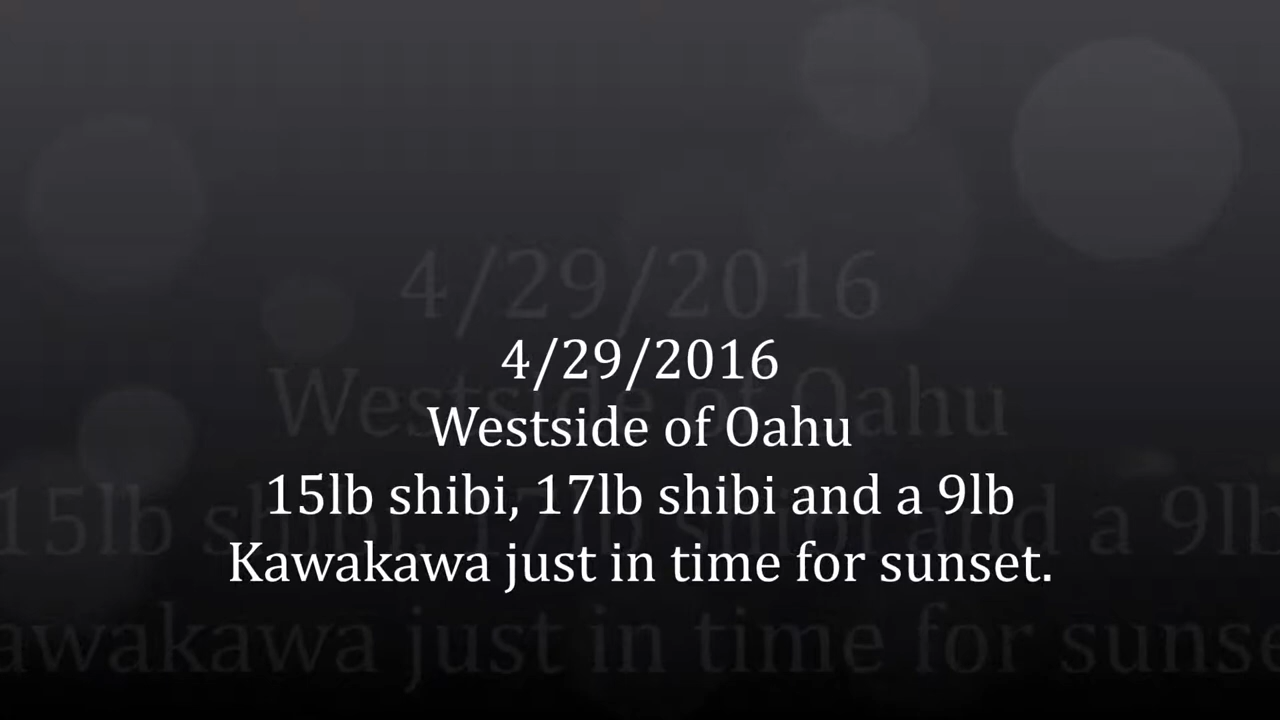 4/29/2016
Westside of Oahu
15lb shibi, 17lb shibi and a 9lb
Kawakawa just in time for sunset.